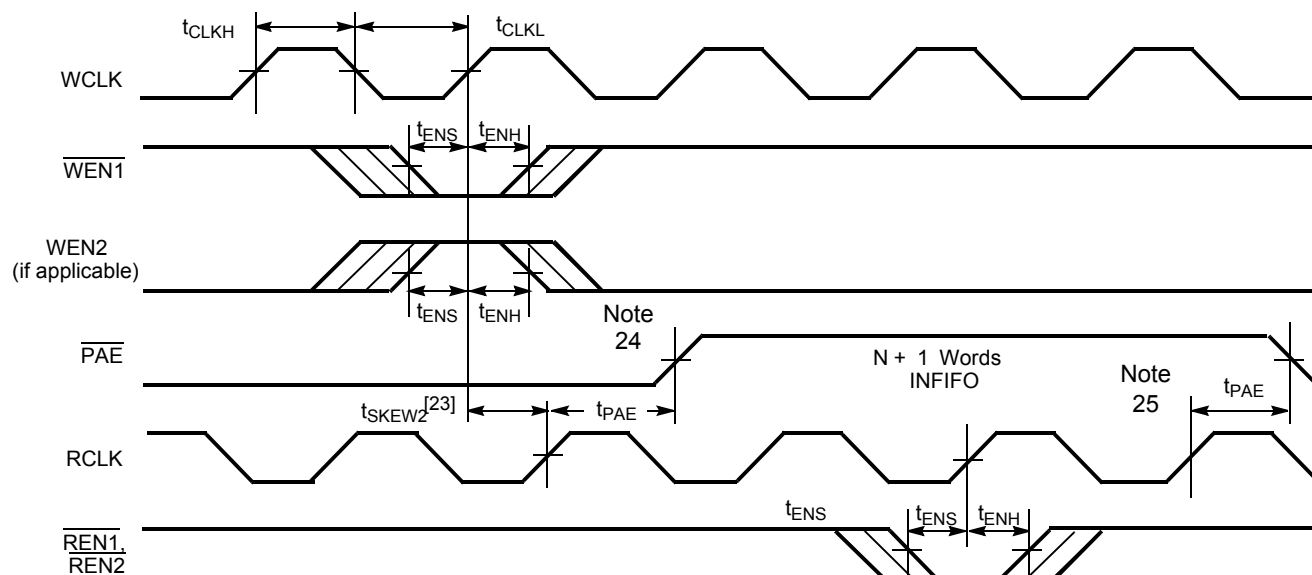 tCLKH
tCLKL
WCLK
tENS
tENH
WEN1
WEN2
(if applicable)
tENS
tENH
Note
24
PAE
N + 1 Words
INFIFO
Note
25
tSKEW2[23]
tPAE
tPAE
RCLK
tENS
tENS
tENH
REN1,
REN2